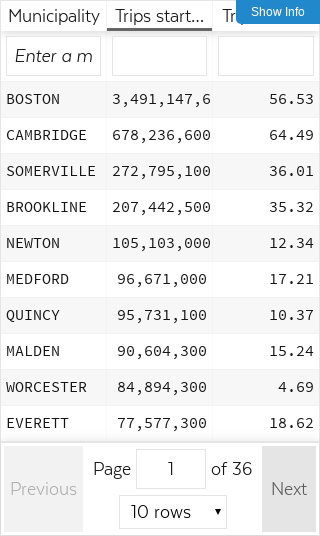 Municipality Trips start... Tr
Show Info
Enter a m
BOSTON 3,491,147,6 56.53
CAMBRIDGE 678,236,600 64.49
SOMERVILLE 272,795,100 36.01
BROOKLINE 207,442,500 35.32
NEWTON 105,103,000 12.34
MEDFORD 96,671,000 17.21
QUINCY 95,731,100 10.37
MALDEN 90,604,300 15.24
WORCESTER 84,894,300 4.69
EVERETT 77,577,300 18.62
Previous Page 1 of 36 Next
10 rows